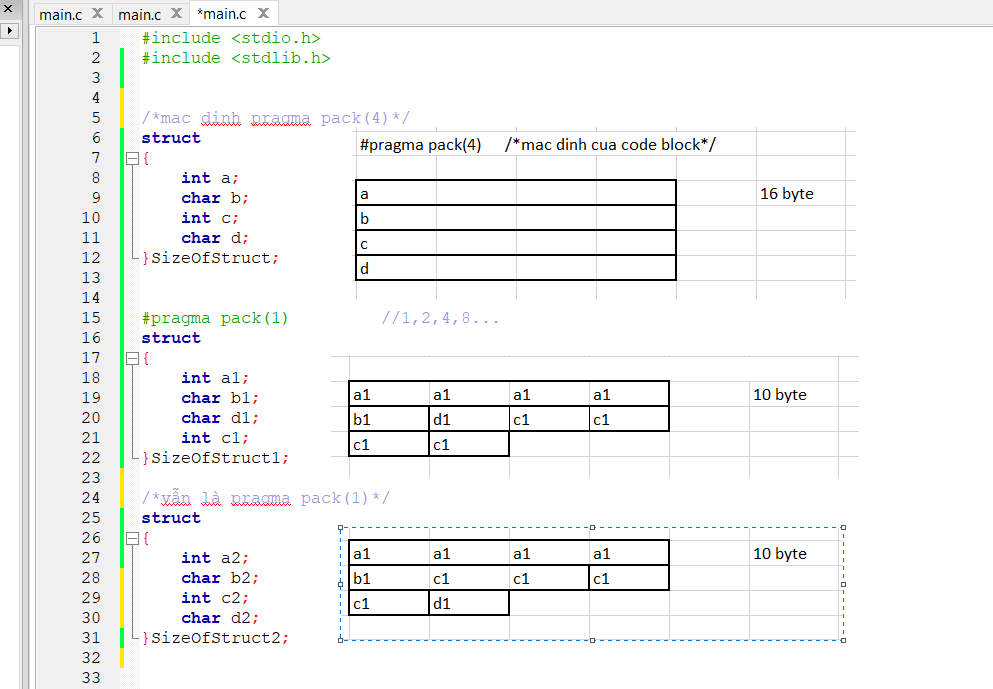 main.c main.c *main.c
1 #include <stdio.h>
2 #include <stdlib.h>
3
4
5 /*mac dinh pragma pack(4)*/
6 struct
#pragma pack(4) /*mac dinh cua code block*/
7 {
8 int a;
a 16 byte
9 char b;
b
10 int c;
c
11 char d;
d
12 }SizeOfStruct;
13
14
15 #pragma pack(1) //1,2,4,8...
16 struct
17 {
18 int a1;
a1 a1 a1 a1 10 byte
19 char b1;
20 char d1;
b1 d1 c1 c1
21 int c1;
c1 c1
22 }SizeOfStruct1;
23
24 /*vẫn là pragma pack(1)*/
25 struct
26 {
27 int a2;
a1 a1 a1 a1 10 byte
28 char b2;
b1 c1 c1 c1
29 int c2;
c1 d1
30 char d2;
31 }SizeOfStruct2;
32
33